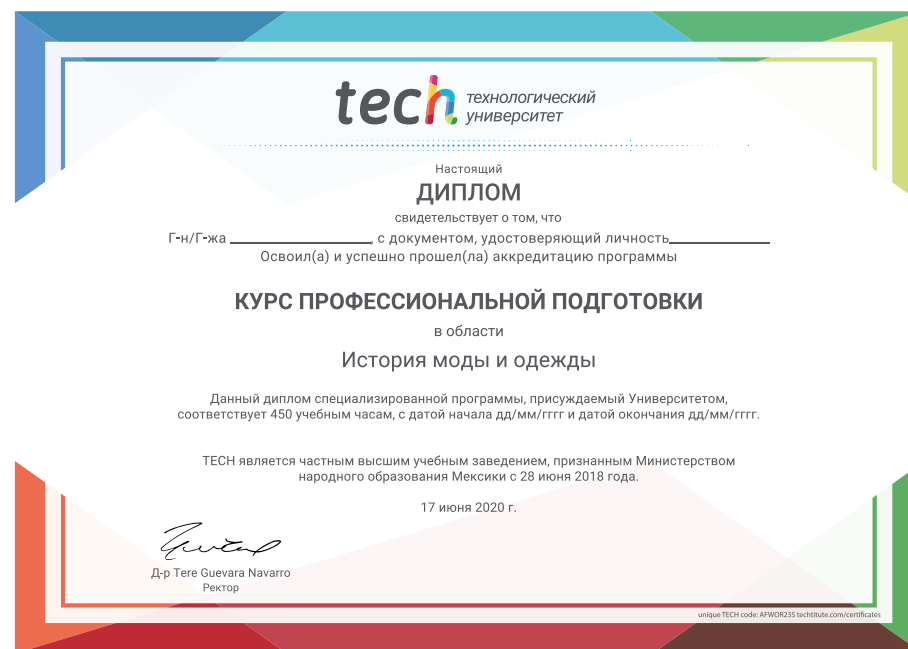 tech технологический
университет
Настоящий
ДИПЛОМ
свидетельствует о том, что
Г-н/Г-жа , с документом, удостоверяющий личность
Освоил(а) и успешно прошел(ла) аккредитацию программы
КУРС ПРОФЕССИОНАЛЬНОЙ ПОДГОТОВКИ
в области
История моды и одежды
Данный диплом специализированной программы, присуждаемый Университетом,
соответствует 450 учебным часам, с датой начала дд/мм/гггг и датой окончания дд/мм/гггг.
TECH является частным высшим учебным заведением, признанным Министерством
народного образования Мексики с 28 июня 2018 года.
17 июня 2020 г.
Д-р Tere Guevara Navarro
Ректор
unique TECH code: AFWOR23S techtitute.com/certificates